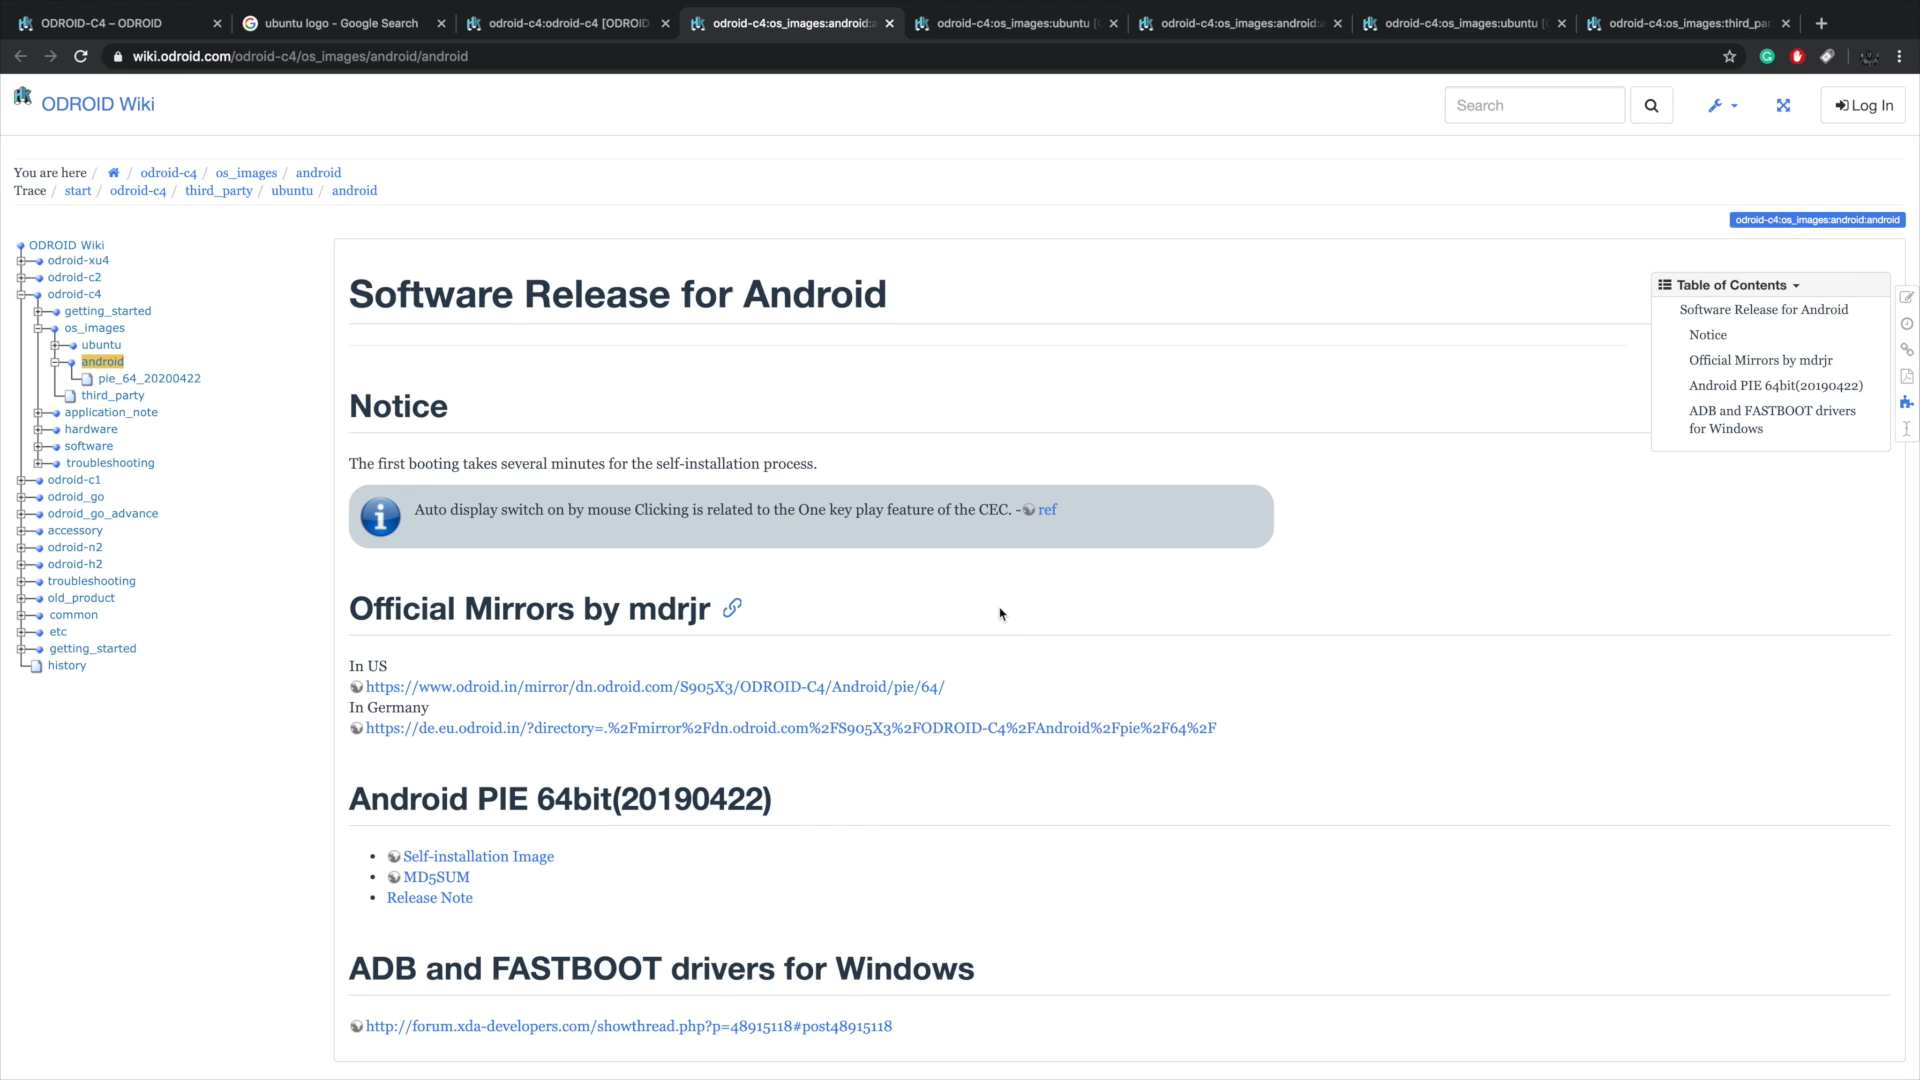 ODROID-C4 – ODROID
ubuntu logo - Google Search
odroid-c4:odroid-c4 [ODROID
odroid-c4:os_images:android:a
odroid-c4:os_images:ubuntu [
odroid-c4:os_images:android:
odroid-c4:os_images:ubuntu [
odroid-c4:os_images:third_par
wiki.odroid.com/odroid-c4/os_images/android/android
ODROID Wiki
Search
Log In
You are here / / odroid-c4 / os_images / android
Trace / start / odroid-c4 / third_party / ubuntu / android
odroid-c4:os_images:android:android
ODROID Wiki
odroid-xu4
odroid-c2
odroid-c4
getting_started
os_images
ubuntu
android
pie_64_20200422
third_party
application_note
hardware
software
troubleshooting
odroid-c1
odroid_go
odroid_go_advance
accessory
odroid-n2
odroid-h2
troubleshooting
old_product
common
etc
getting_started
history
Software Release for Android
Notice
The first booting takes several minutes for the self-installation process.
Auto display switch on by mouse Clicking is related to the One key play feature of the CEC. - ref
Official Mirrors by mdrjr
In US
https://www.odroid.in/mirror/dn.odroid.com/S905X3/ODROID-C4/Android/pie/64/
In Germany
https://de.eu.odroid.in/?directory=.%2Fmirror%2Fdn.odroid.com%2FS905X3%2FODROID-C4%2FAndroid%2Fpie%2F64%2F
Android PIE 64bit(20190422)
• Self-installation Image
• MD5SUM
• Release Note
ADB and FASTBOOT drivers for Windows
http://forum.xda-developers.com/showthread.php?p=48915118#post48915118
Table of Contents
Software Release for Android
Notice
Official Mirrors by mdrjr
Android PIE 64bit(20190422)
ADB and FASTBOOT drivers
for Windows